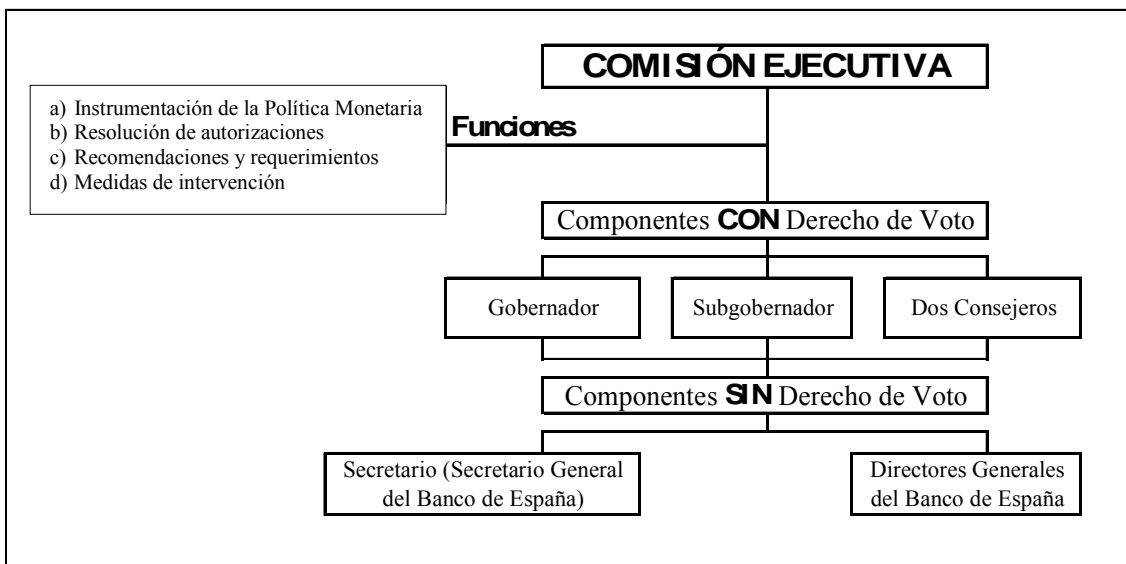 COMISIÓN EJECUTIVA
a) Instrumentación de la Política Monetaria
b) Resolución de autorizaciones
c) Recomendaciones y requerimientos
d) Medidas de intervención
Funciones
Componentes CON Derecho de Voto
Gobernador
Subgobernador
Dos Consejeros
Componentes SIN Derecho de Voto
Secretario (Secretario General
del Banco de España)
Directores Generales
del Banco de España